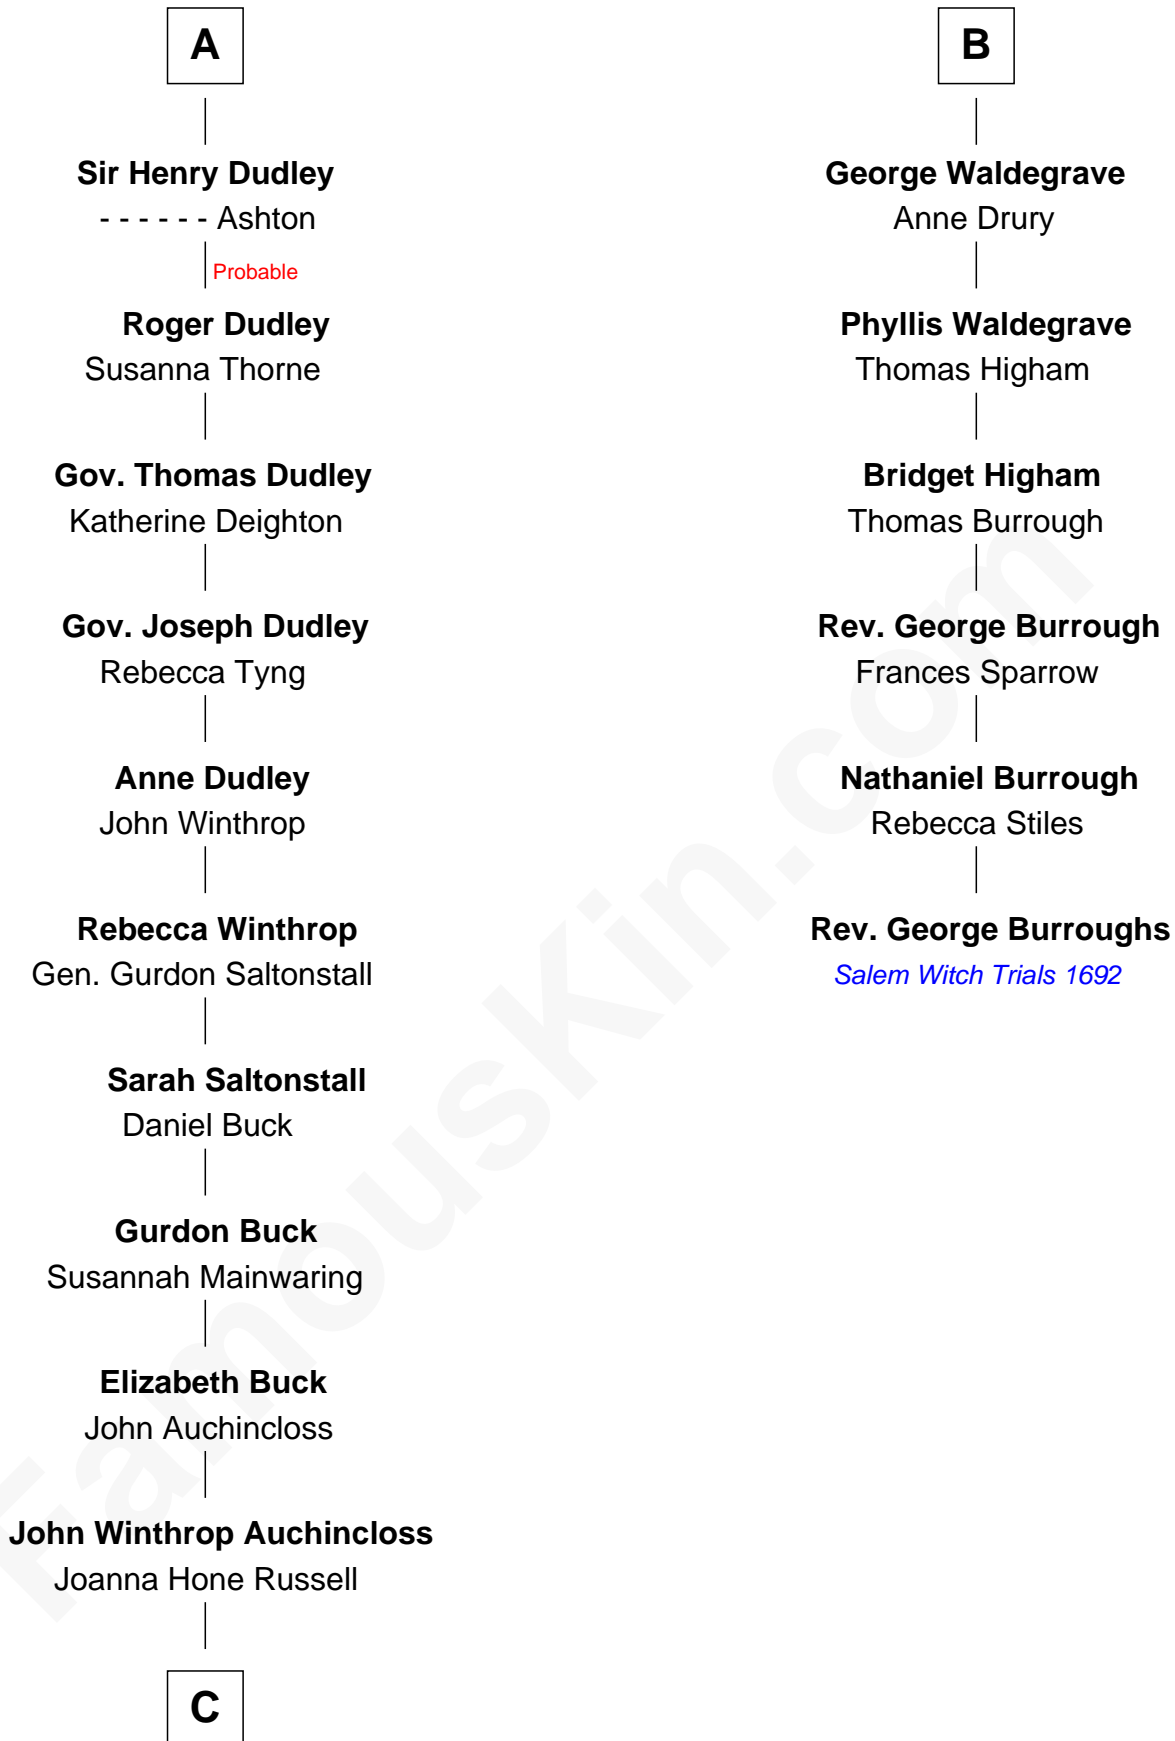 A
Sir Henry Dudley
- - - - - - Ashton
Probable
Roger Dudley
Susanna Thorne
Gov. Thomas Dudley
Katherine Deighton
Gov. Joseph Dudley
Rebecca Tyng
Anne Dudley
John Winthrop
Rebecca Winthrop
Gen. Gurdon Saltonstall
Sarah Saltonstall
Daniel Buck
Gurdon Buck
Susannah Mainwaring
Elizabeth Buck
John Auchincloss
John Winthrop Auchincloss
Joanna Hone Russell
C
B
George Waldegrave
Anne Drury
Phyllis Waldegrave
Thomas Higham
Bridget Higham
Thomas Burrough
Rev. George Burrough
Frances Sparrow
Nathaniel Burrough
Rebecca Stiles
Rev. George Burroughs
Salem Witch Trials 1692
FamousKin.com